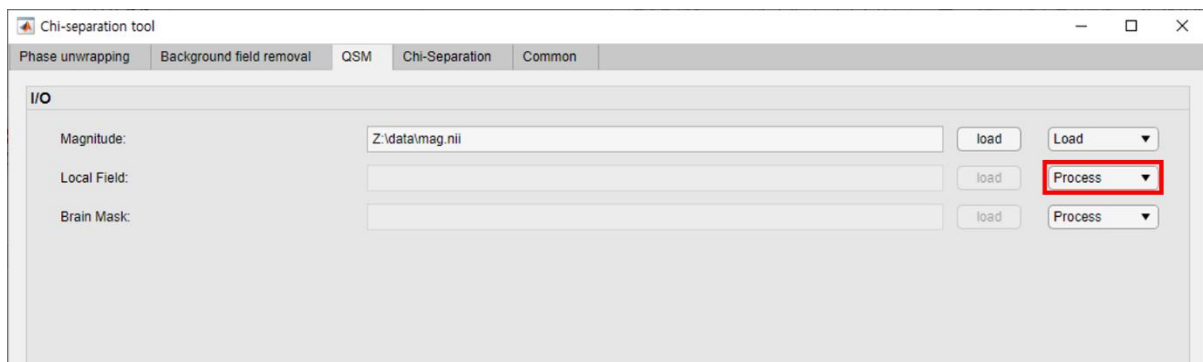 Chi-separation tool
Phase unwrapping Background field removal QSM Chi-Separation Common
I/O
Magnitude: Z:\data\mag.nii load Load
Local Field: load Process
Brain Mask: load Process